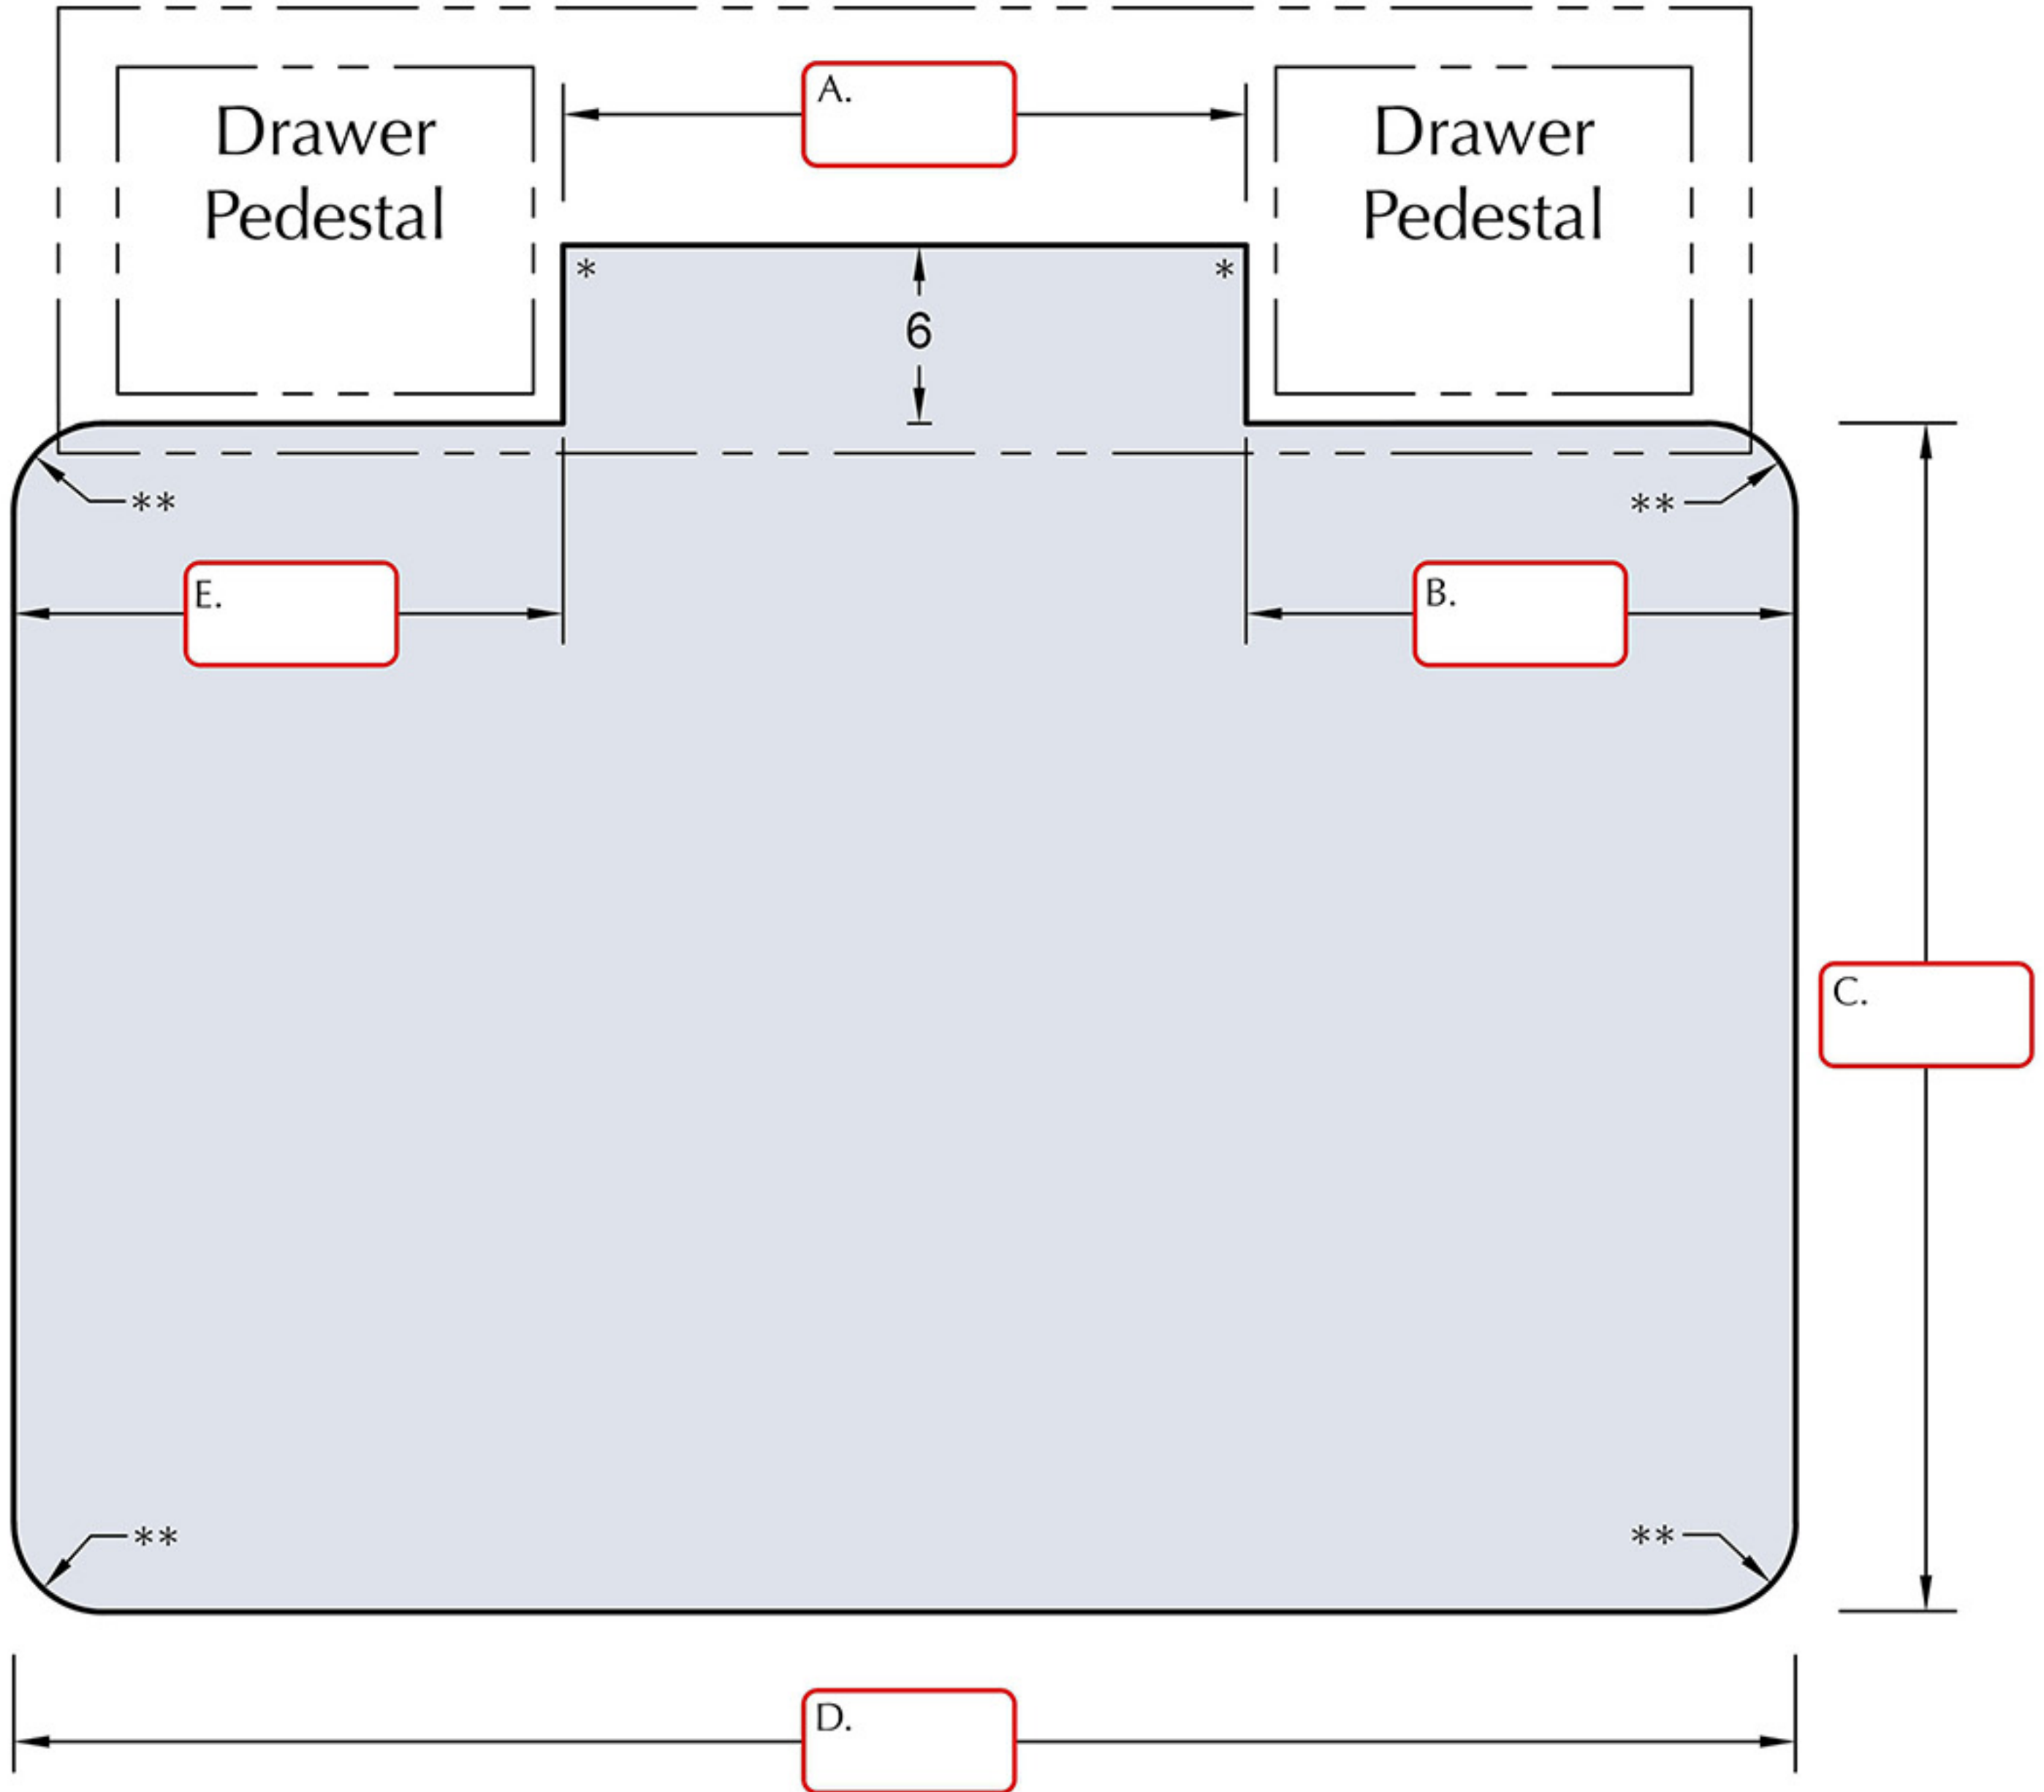 A.
Drawer
Pedestal
Drawer
Pedestal
*
*
6
**
**
E.
B.
C.
**
**
D.